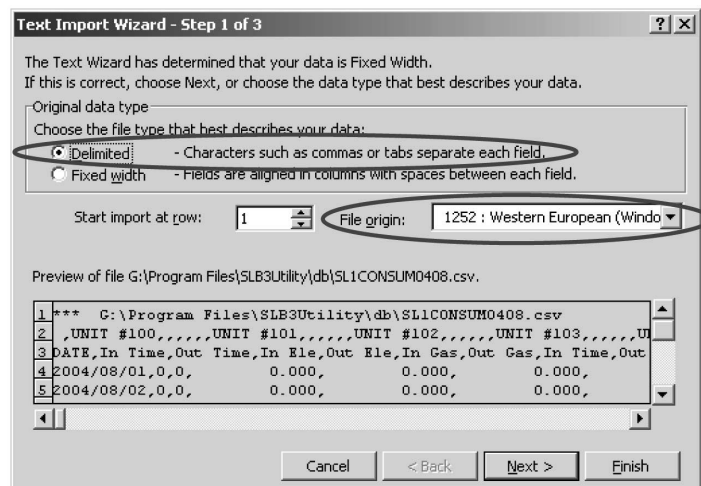 Text Import Wizard - Step 1 of 3
The Text Wizard has determined that your data is Fixed Width.
If this is correct, choose Next, or choose the data type that best describes your data.
Original data type
Choose the file type that best describes your data:
Delimited - Characters such as commas or tabs separate each field.
Fixed width - Fields are aligned in columns with spaces between each field.
Start import at row: 1 File origin: 1252 : Western European (Windo
Preview of file G:\Program Files\SLB3Utility\db\SL1CONSUM0408.csv.
1 *** G:\Program Files\SLB3Utility\db\SL1CONSUM0408.csv
2 ,UNIT #100,,,,,,UNIT #101,,,,,,UNIT #102,,,,,,UNIT #103,,,,,,U
3 DATE,In Time,Out Time,In Ele,Out Ele,In Gas,Out Gas,In Time,Out
4 2004/08/01,0,0, 0.000, 0.000, 0.000,
5 2004/08/02,0,0, 0.000, 0.000, 0.000,
Cancel < Back Next > Finish